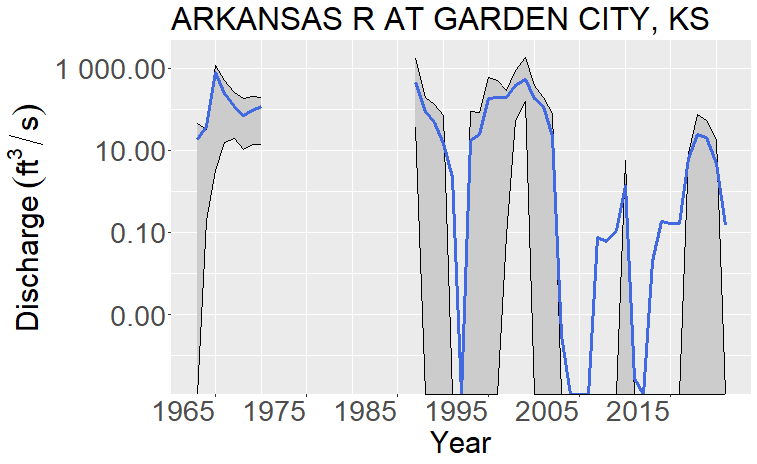 ARKANSAS R AT GARDEN CITY, KS
Discharge (ft³/s)
1 000.00
10.00
0.10
0.00
1965 1975 1985 1995 2005 2015
Year